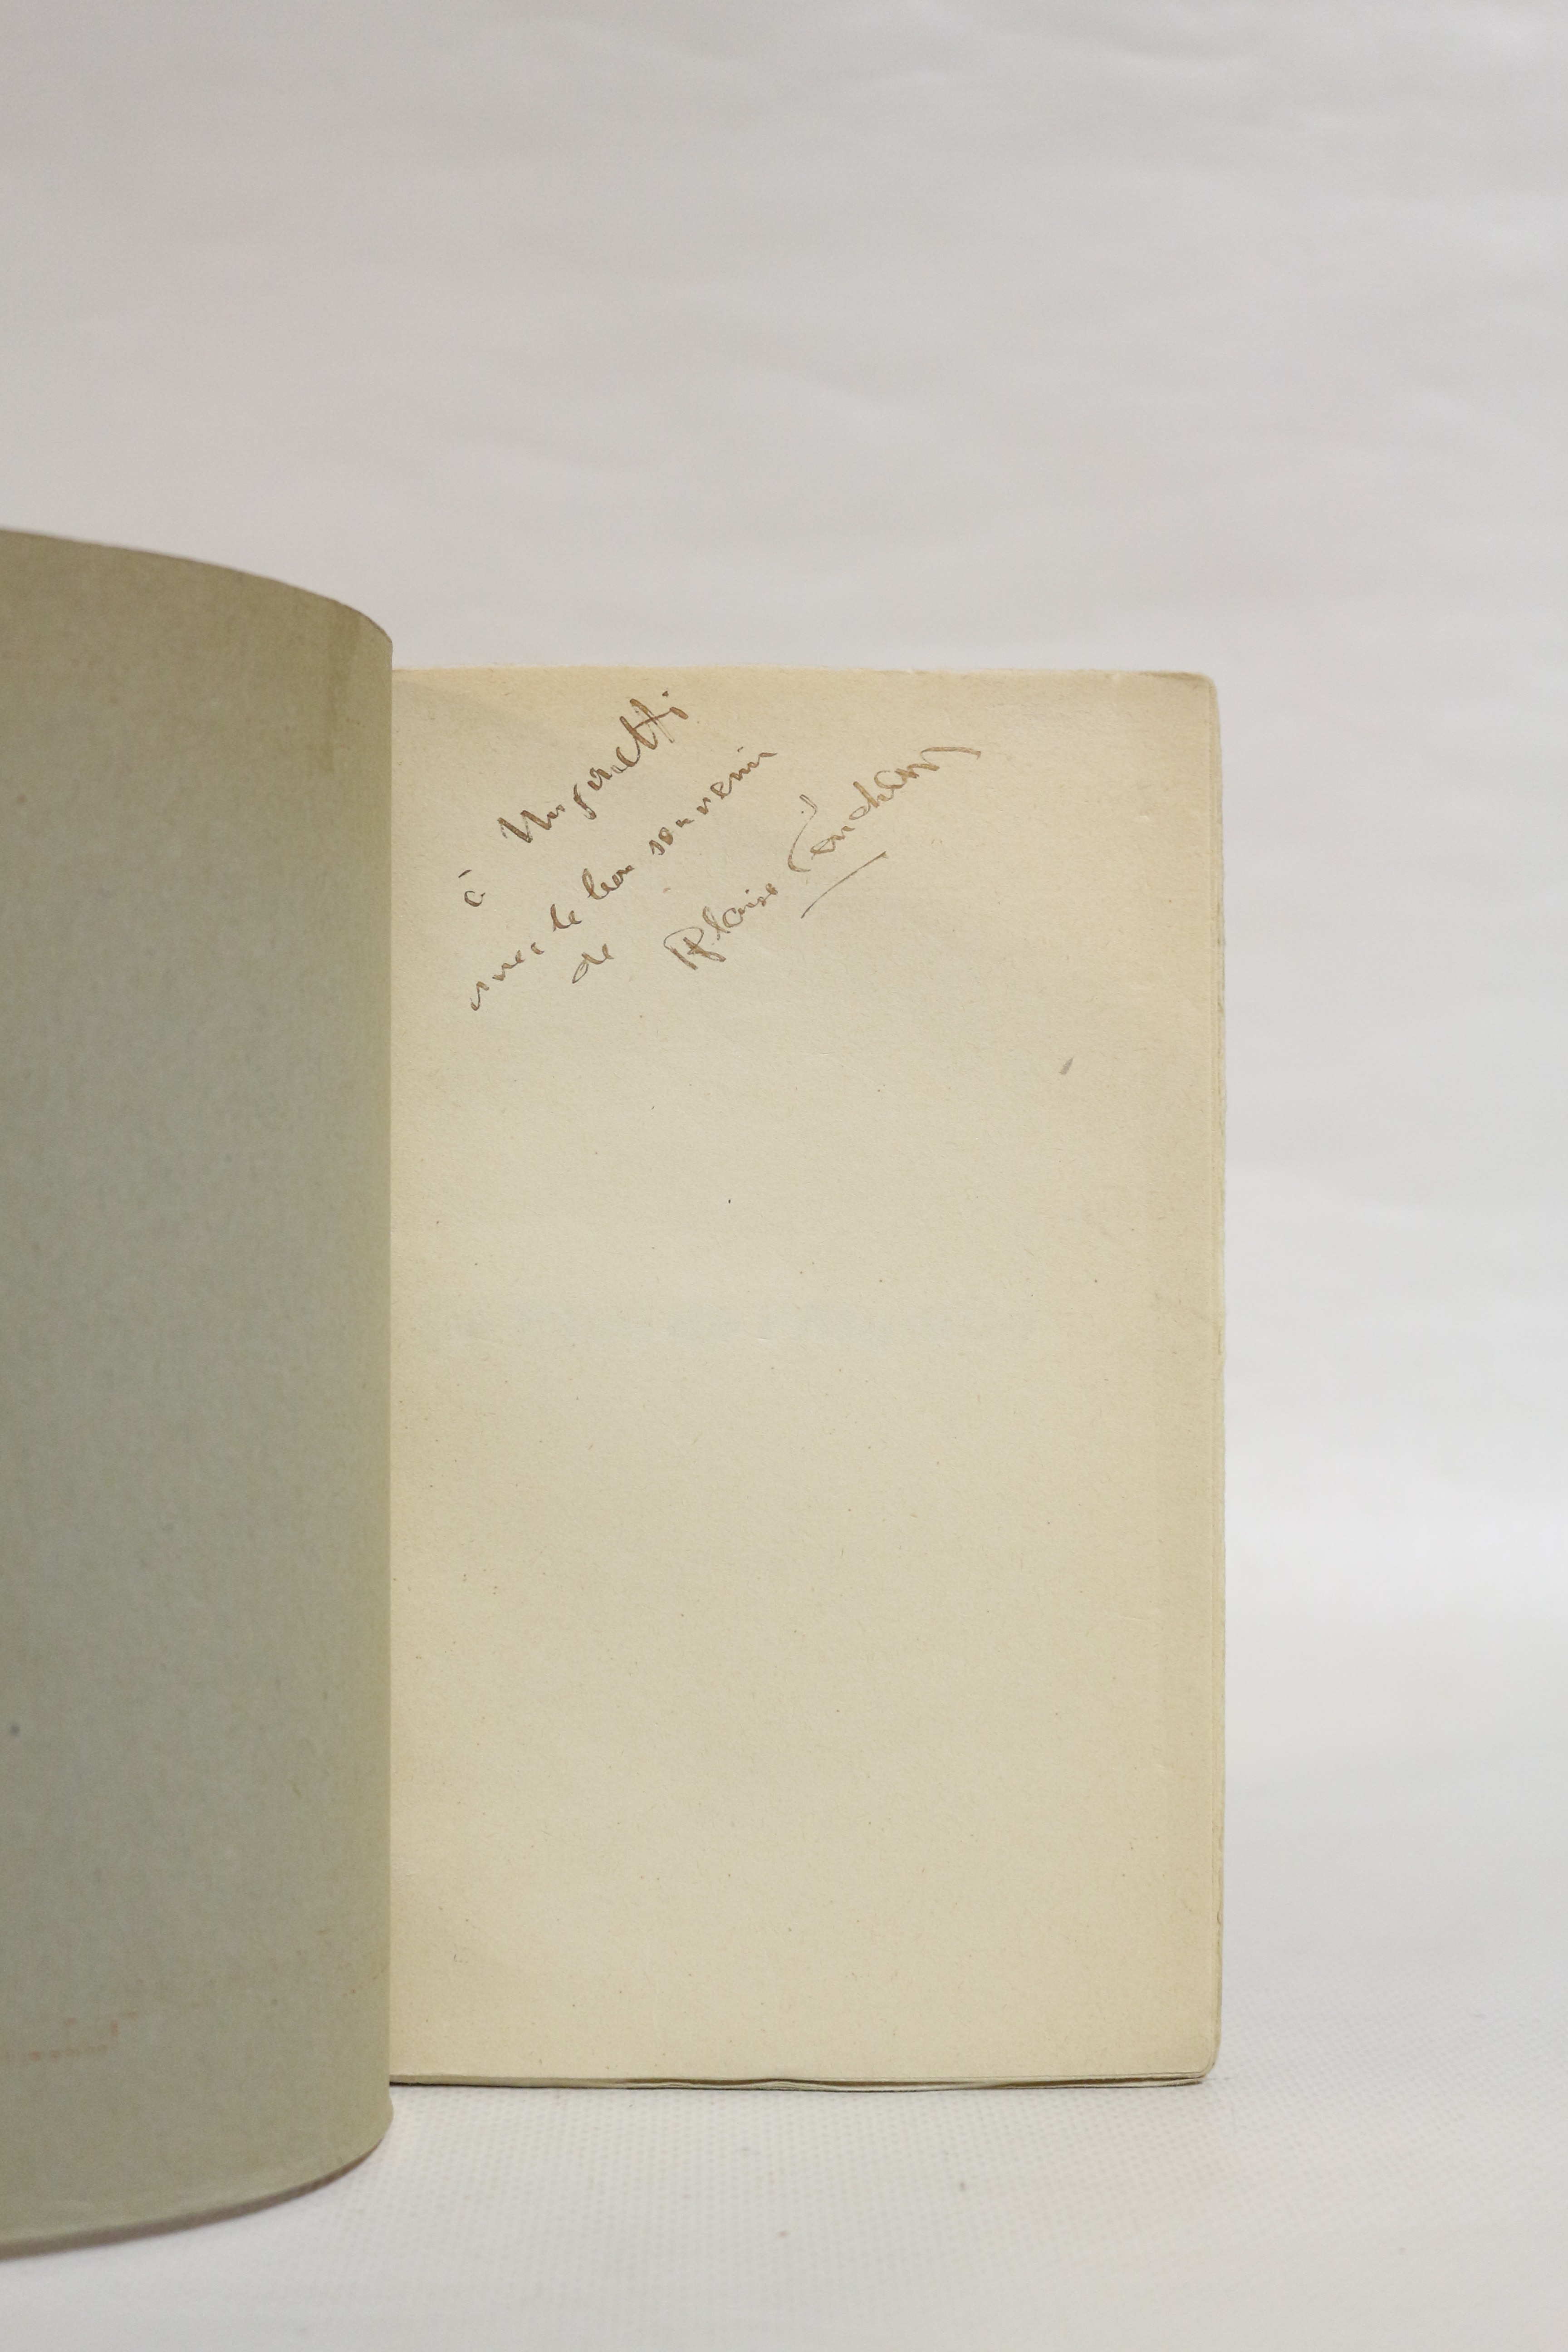 à Ungaretti
avec le bon souvenir
de Blaise Cendrars